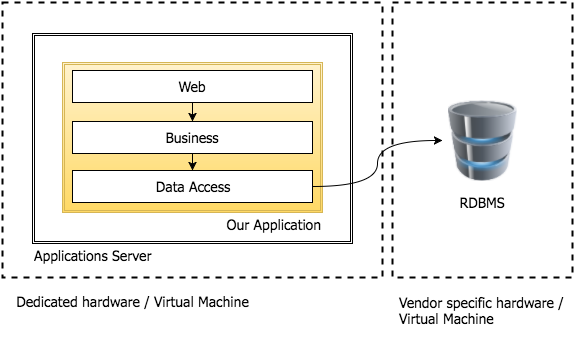 Web
Business
Data Access
Our Application
Applications Server
RDBMS
Dedicated hardware / Virtual Machine
Vendor specific hardware /
Virtual Machine